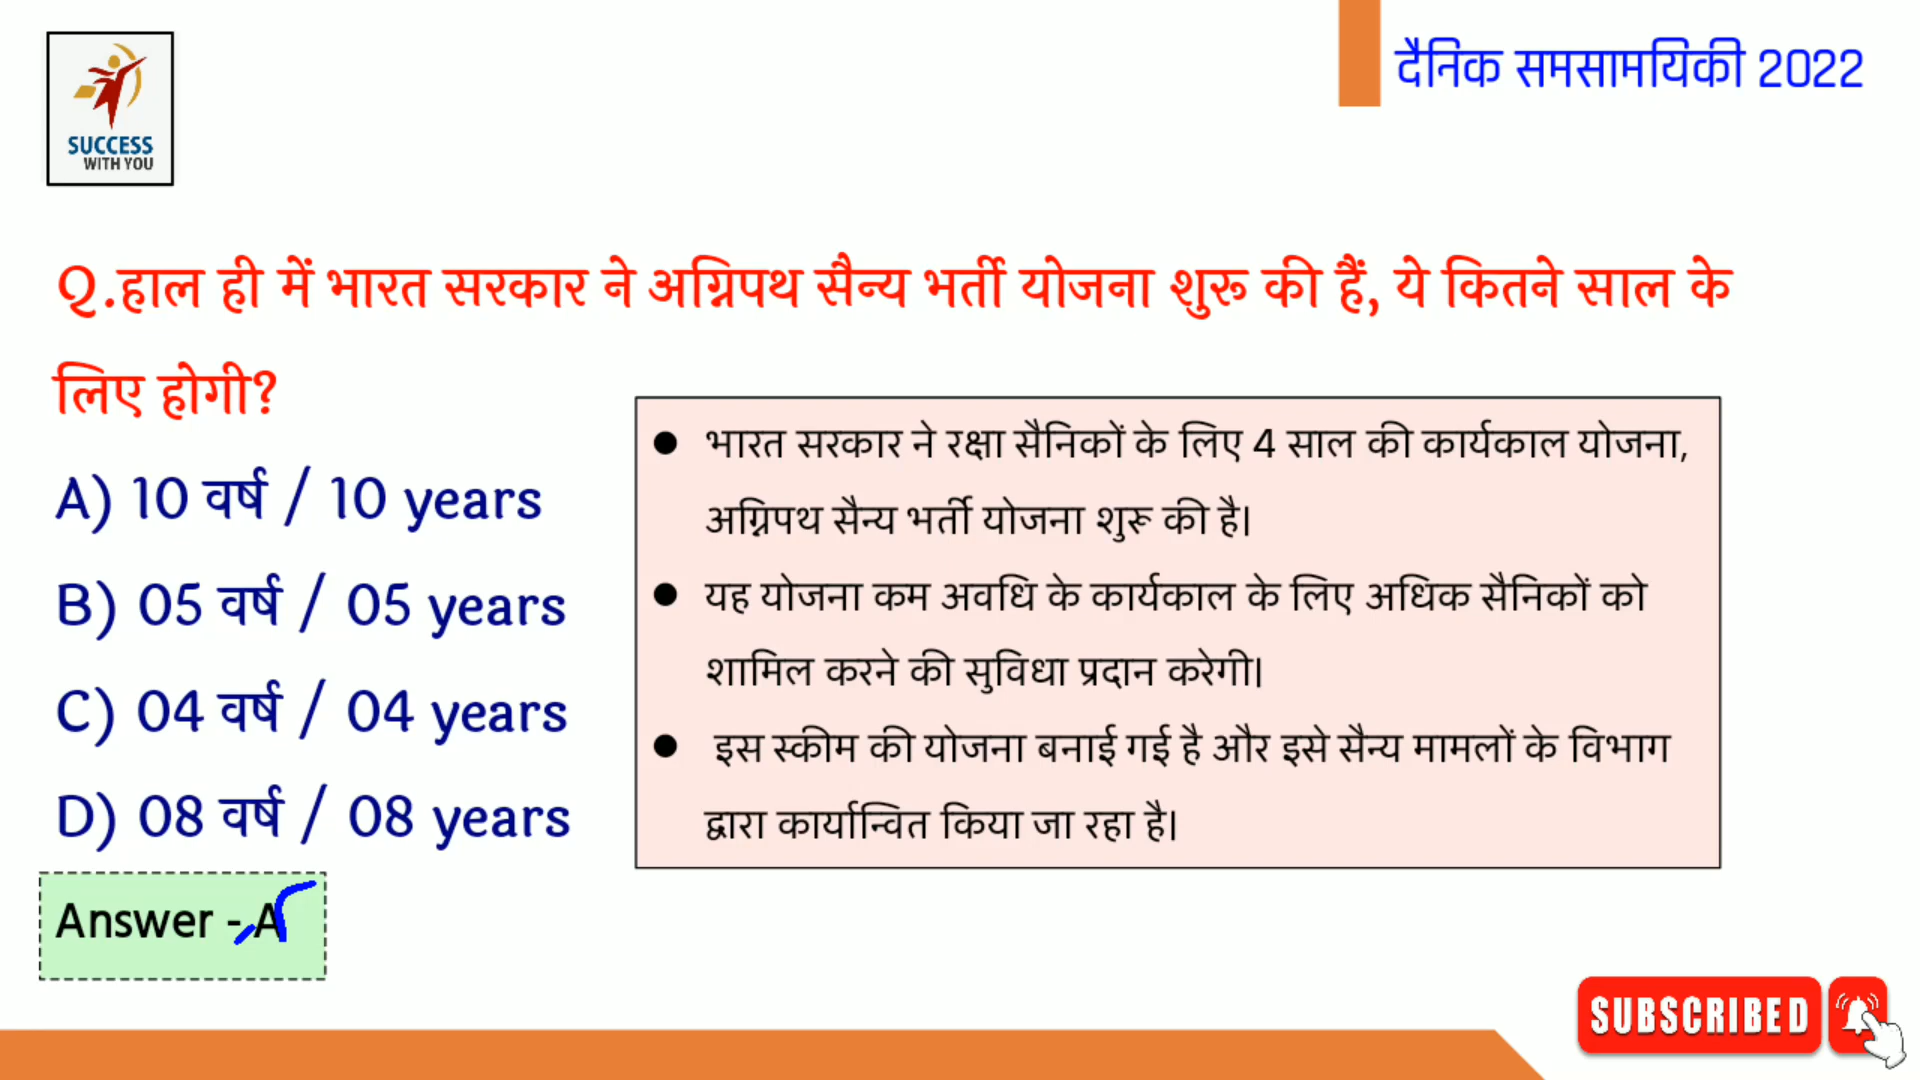 SUCCESS
WITH YOU
दैनिक समसामयिकी 2022
Q.हाल ही में भारत सरकार ने अग्निपथ सैन्य भर्ती योजना शुरू की हैं, ये कितने साल के
लिए होगी?
A) 10 वर्ष / 10 years
B) 05 वर्ष / 05 years
C) 04 वर्ष / 04 years
D) 08 वर्ष / 08 years
Answer - A
● भारत सरकार ने रक्षा सैनिकों के लिए 4 साल की कार्यकाल योजना,
अग्निपथ सैन्य भर्ती योजना शुरू की है।
● यह योजना कम अवधि के कार्यकाल के लिए अधिक सैनिकों को
शामिल करने की सुविधा प्रदान करेगी।
● इस स्कीम की योजना बनाई गई है और इसे सैन्य मामलों के विभाग
द्वारा कार्यान्वित किया जा रहा है।
SUBSCRIBED